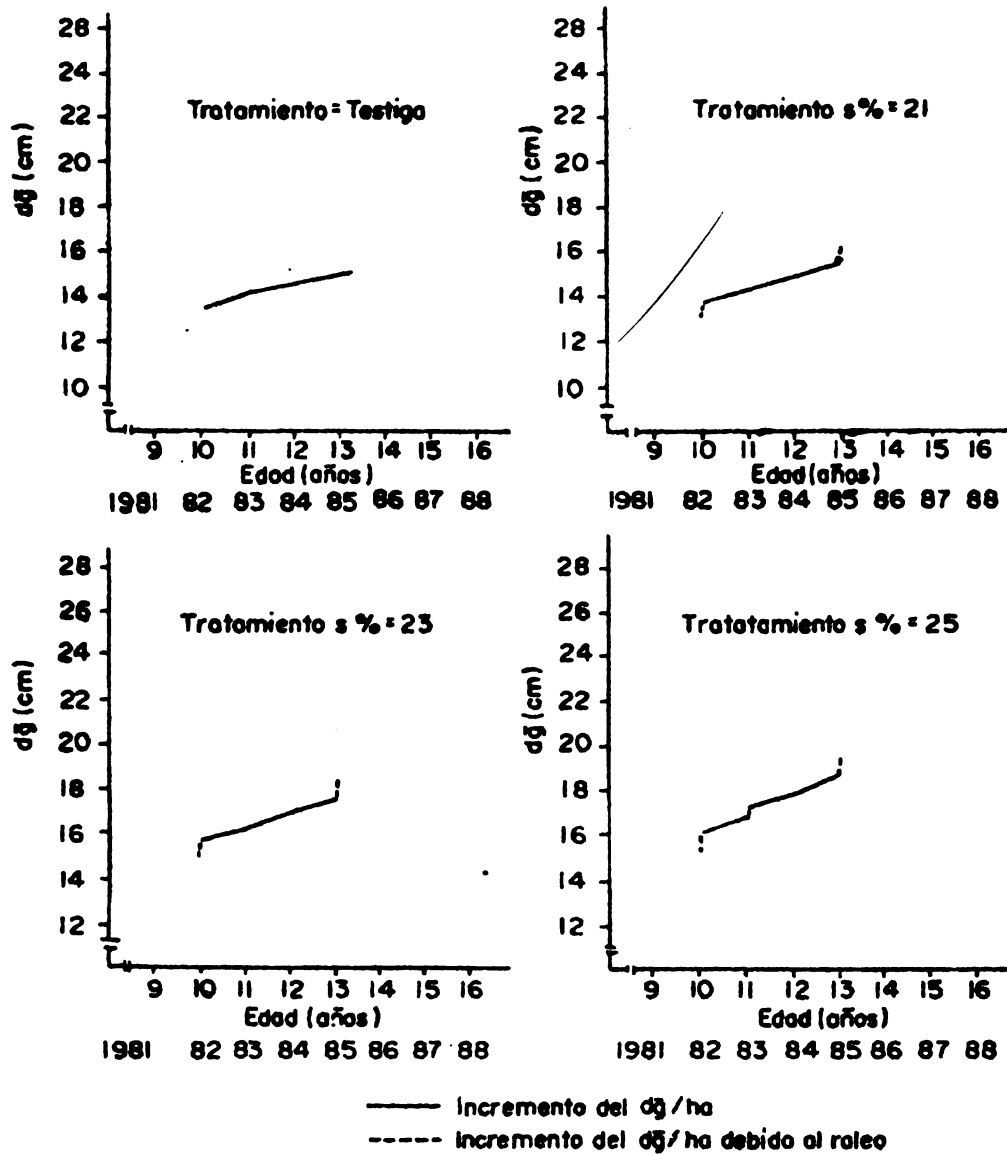 28
24
22
20
18
16
14
12
10
dḡ (cm)
Tratamiento = Testiga
9 10 11 12 13 14 15 16
Edad (años)
1981 82 83 84 85 86 87 88
28
24
22
20
18
16
14
12
10
dḡ (cm)
Tratamiento s% = 21
9 10 11 12 13 14 15 16
Edad (años)
1981 82 83 84 85 86 87 88
28
26
24
22
20
18
16
14
12
dḡ (cm)
Tratamiento s % = 23
9 10 11 12 13 14 15 16
Edad (años)
1981 82 83 84 85 86 87 88
28
26
24
22
20
18
16
14
12
dḡ (cm)
Tratatamiento s % = 25
9 10 11 12 13 14 15 16
Edad (años)
1981 82 83 84 85 86 87 88
Incremento del dḡ/ha
Incremento del dḡ/ha debido al raleo